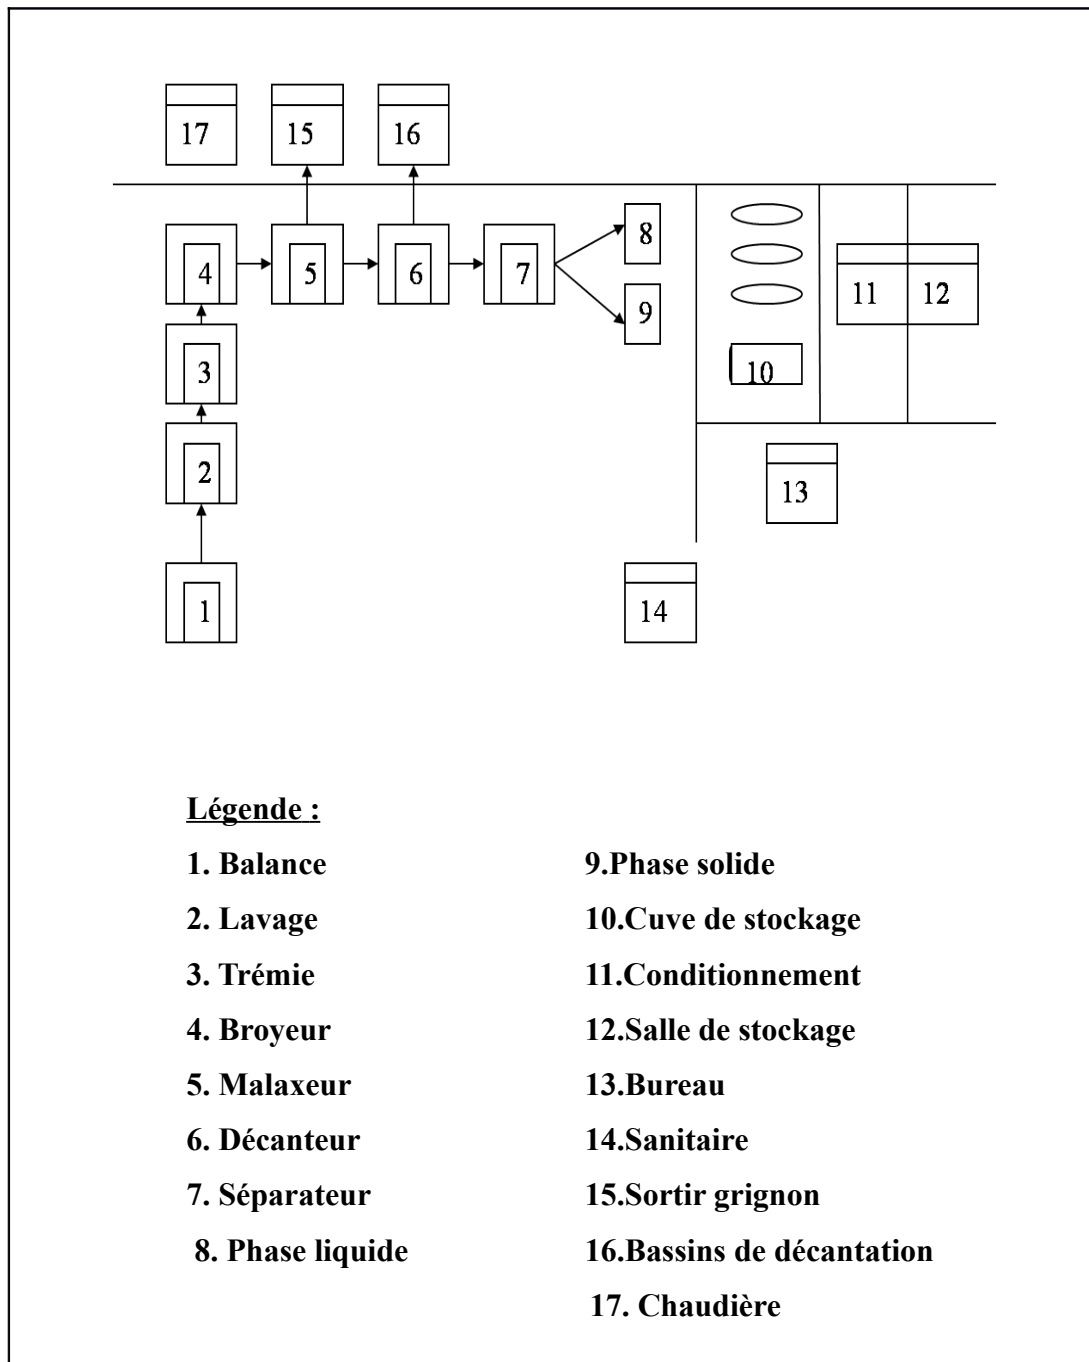 17 15 16
4 5 6 7 8
9
11 12
3
10
2
13
1
14
Légende :
1. Balance
2. Lavage
3. Trémie
4. Broyeur
5. Malaxeur
6. Décanteur
7. Séparateur
8. Phase liquide
9.Phase solide
10.Cuve de stockage
11.Conditionnement
12.Salle de stockage
13.Bureau
14.Sanitaire
15.Sortir grignon
16.Bassins de décantation
17. Chaudière